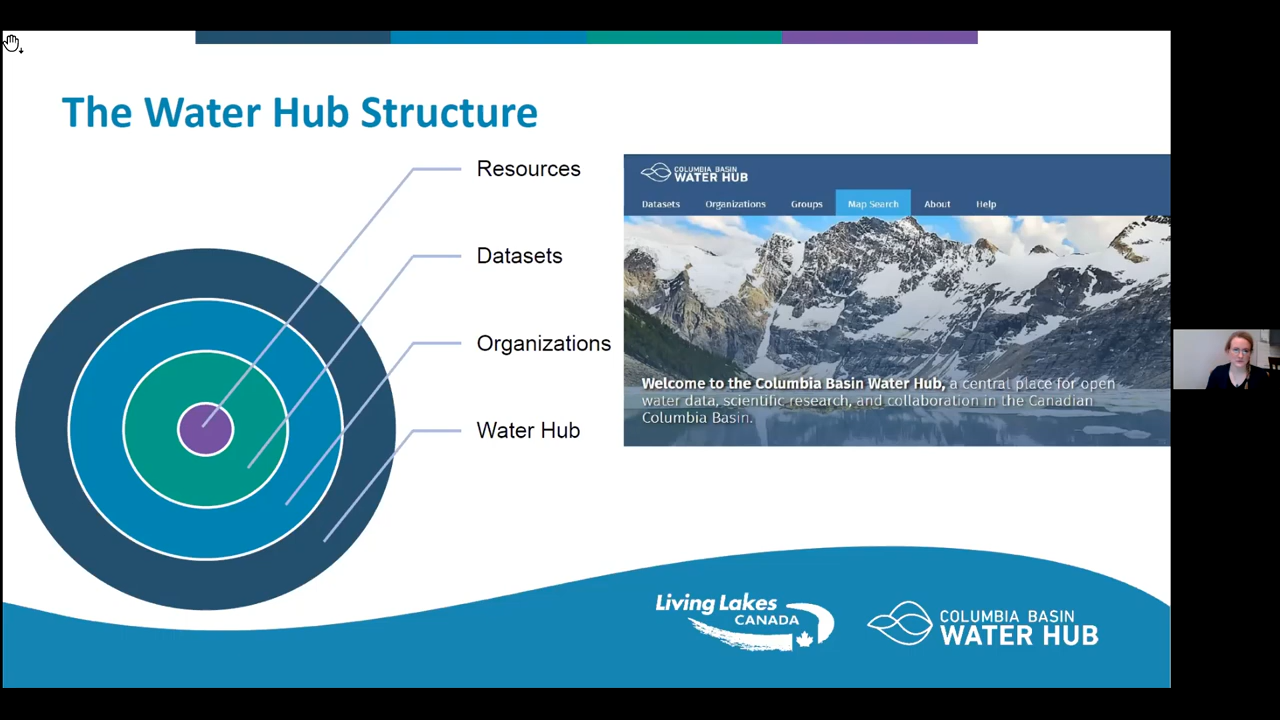 The Water Hub Structure
Resources
Datasets
Organizations
Water Hub
COLUMBIA BASIN
WATER HUB
Datasets Organizations Groups Map Search About Help
Welcome to the Columbia Basin Water Hub, a central place for open
water data, scientific research, and collaboration in the Canadian
Columbia Basin.
Living Lakes
CANADA
COLUMBIA BASIN
WATER HUB